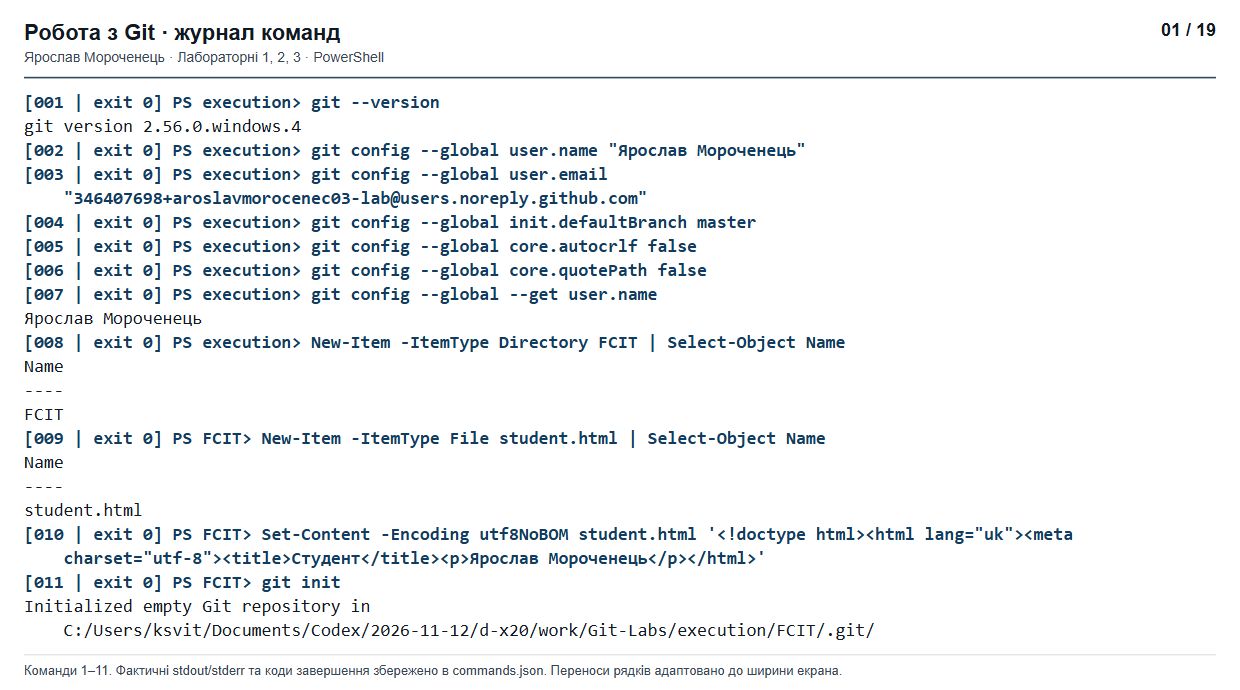 Робота з Git · журнал команд
01 / 19
Ярослав Мороченець · Лабораторні 1, 2, 3 · PowerShell
[001 | exit 0] PS execution> git --version
git version 2.56.0.windows.4
[002 | exit 0] PS execution> git config --global user.name "Ярослав Мороченець"
[003 | exit 0] PS execution> git config --global user.email
"346407698+aroslavmorocenec03-lab@users.noreply.github.com"
[004 | exit 0] PS execution> git config --global init.defaultBranch master
[005 | exit 0] PS execution> git config --global core.autocrlf false
[006 | exit 0] PS execution> git config --global core.quotePath false
[007 | exit 0] PS execution> git config --global --get user.name
Ярослав Мороченець
[008 | exit 0] PS execution> New-Item -ItemType Directory FCIT | Select-Object Name
Name
----
FCIT
[009 | exit 0] PS FCIT> New-Item -ItemType File student.html | Select-Object Name
Name
----
student.html
[010 | exit 0] PS FCIT> Set-Content -Encoding utf8NoBOM student.html '<!doctype html><html lang="uk"><meta
charset="utf-8"><title>Студент</title><p>Ярослав Мороченець</p></html>'
[011 | exit 0] PS FCIT> git init
Initialized empty Git repository in
C:/Users/ksvit/Documents/Codex/2026-11-12/d-x20/work/Git-Labs/execution/FCIT/.git/
Команди 1–11. Фактичні stdout/stderr та коди завершення збережено в commands.json. Переноси рядків адаптовано до ширини екрана.